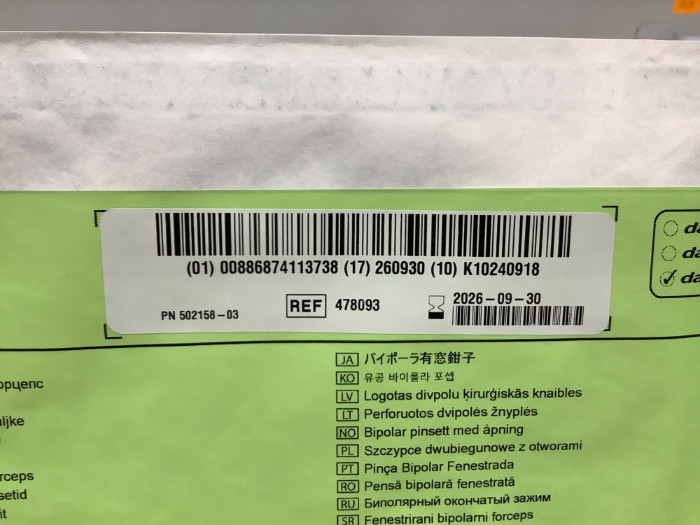 (01) 00886874113738 (17) 260930 (10) K10240918
PN 502158-03
REF 478093
2026-09-30
JA バイポーラ有窓鉗子
KO 유공 바이폴라 포셉
LV Logotas divpolu ķirurģiskās knaibles
LT Perforuotos dvipolės žnyplės
NO Bipolar pinsett med åpning
PL Szczypce dwubiegunowe z otworami
PT Pinça Bipolar Fenestrada
RO Pensă bipolară fenestrată
RU Биполярный окончатый зажим
SR Fenestrirani bipolarni forceps